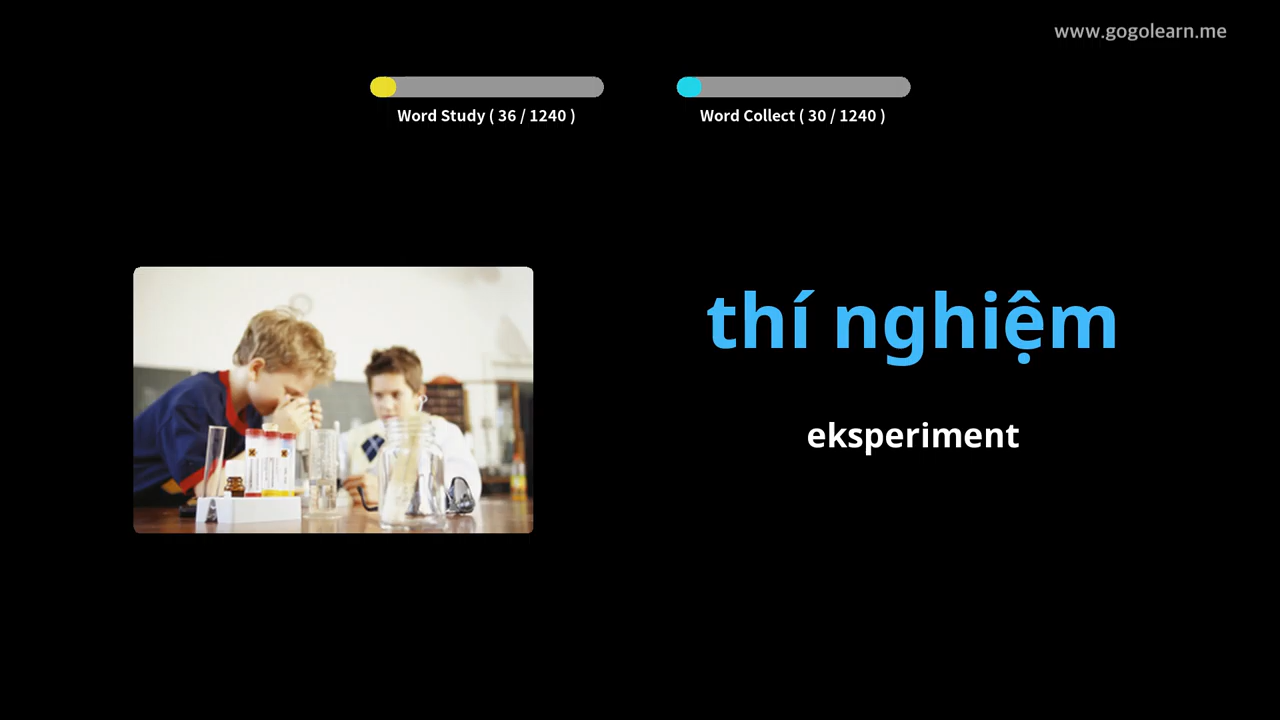 www.gogolearn.me
Word Study ( 36 / 1240 )
Word Collect ( 30 / 1240 )
thí nghiệm
eksperiment